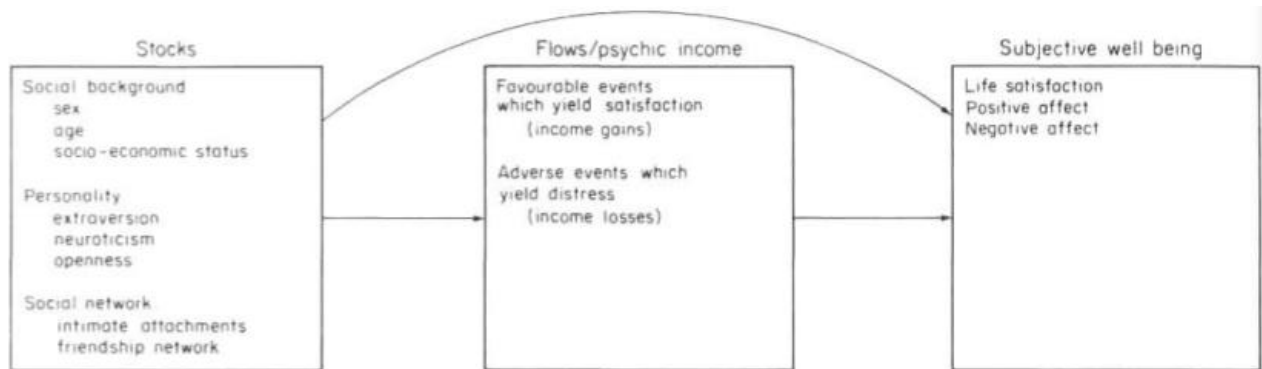 Stocks
Social background
sex
age
socio-economic status
Personality
extraversion
neuroticism
openness
Social network
intimate attachments
friendship network
Flows/psychic income
Favourable events
which yield satisfaction
(income gains)
Adverse events which
yield distress
(income losses)
Subjective well being
Life satisfaction
Positive affect
Negative affect